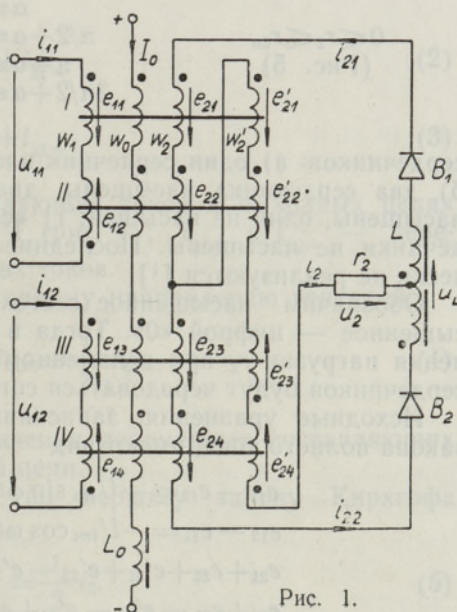 +
i₁₁
I₀
i₂₁
I
e₁₁
e₂₁
e′₂₁
w₁
w₀
w₂
w′₂
B₁
u₁₁
II
e₁₂
e₂₂
e′₂₂
L
i₂
r₂
u₂
i₁₂
III
e₁₃
e₂₃
e′₂₃
u₁₂
IV
e₁₄
e₂₄
e′₂₄
B₂
i₂₂
L₀
−
Рис. 1.